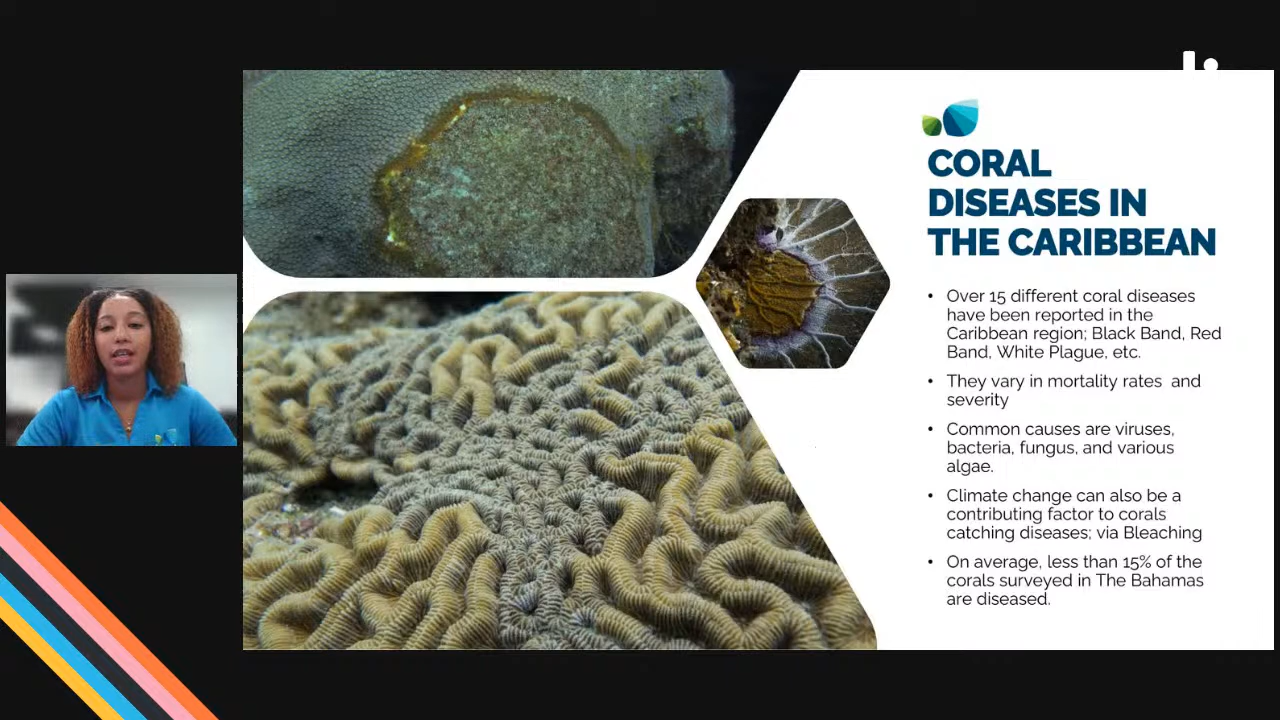 CORAL
DISEASES IN
THE CARIBBEAN
• Over 15 different coral diseases
have been reported in the
Caribbean region; Black Band, Red
Band, White Plague, etc.
• They vary in mortality rates and
severity
• Common causes are viruses,
bacteria, fungus, and various
algae.
• Climate change can also be a
contributing factor to corals
catching diseases; via Bleaching
• On average, less than 15% of the
corals surveyed in The Bahamas
are diseased.